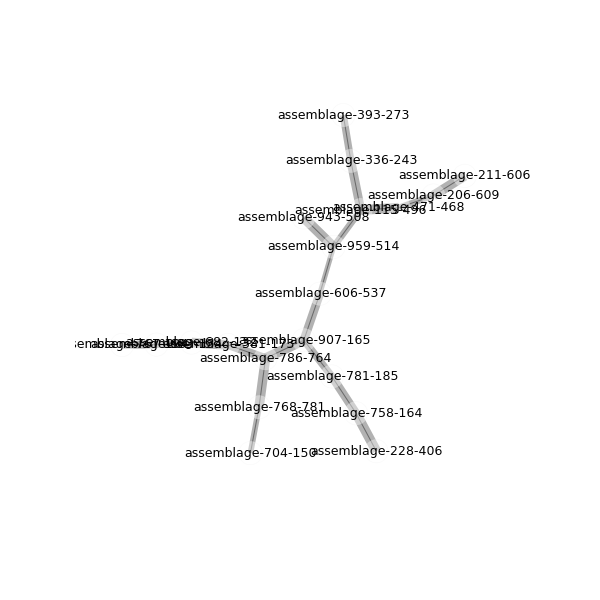 assemblage-393-273
assemblage-336-243
assemblage-211-606
assemblage-206-609
assemblage-471-468
assemblage-115-496
assemblage-943-508
assemblage-959-514
assemblage-606-537
assemblage-907-165
assemblage-381-173
assemblage-786-764
assemblage-781-185
assemblage-768-781
assemblage-758-164
assemblage-704-150
assemblage-228-406